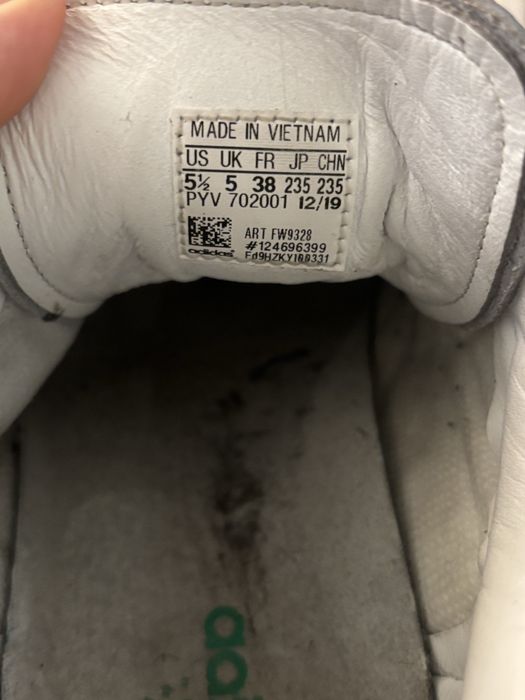 MADE IN VIETNAM
US UK FR JP CHN
5½ 5 38 235 235
PYV 702001 12/19
ART FW9328
#124696399
adidas